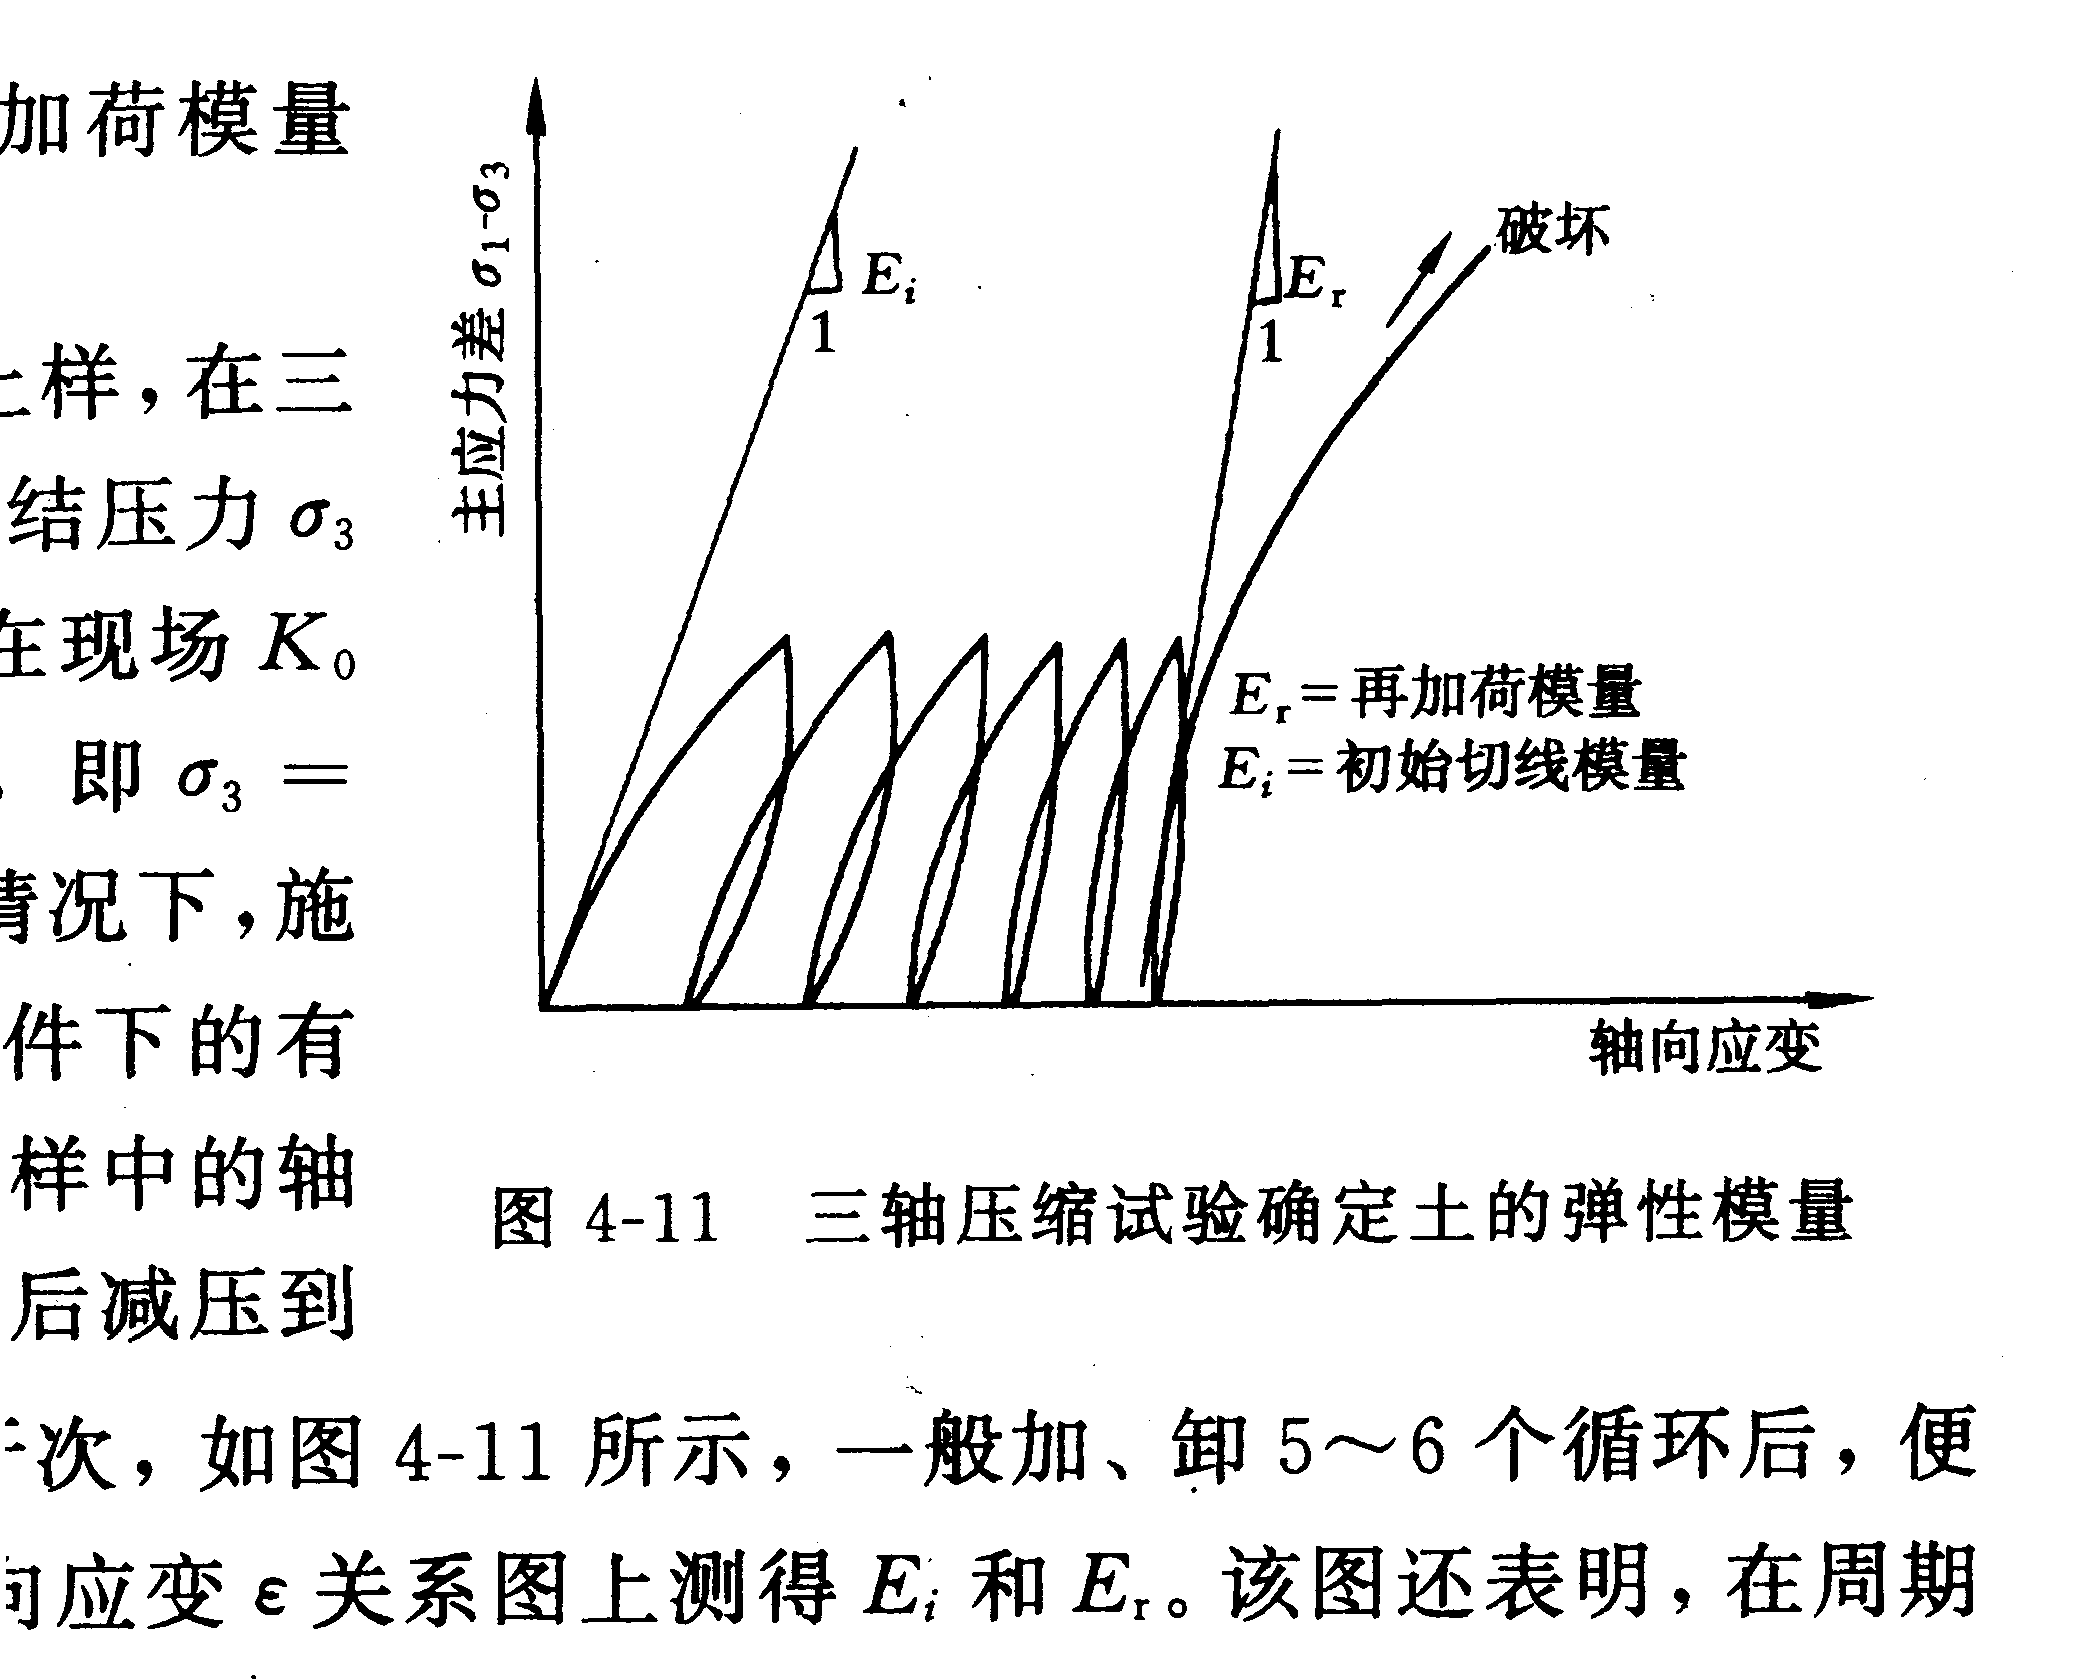 加荷模量
样，在三
结压力 σ₃
在现场 K₀
，即 σ₃ =
情况下，施
件下的有
样中的轴
后减压到
主应力差 σ₁-σ₃
Eᵢ
1
Eᵣ
1
破坏
Eᵣ=再加荷模量
Eᵢ=初始切线模量
轴向应变
图 4-11 三轴压缩试验确定土的弹性模量
次，如图 4-11 所示，一般加、卸 5～6 个循环后，便
向应变 ε 关系图上测得 Eᵢ 和 Eᵣ。该图还表明，在周期